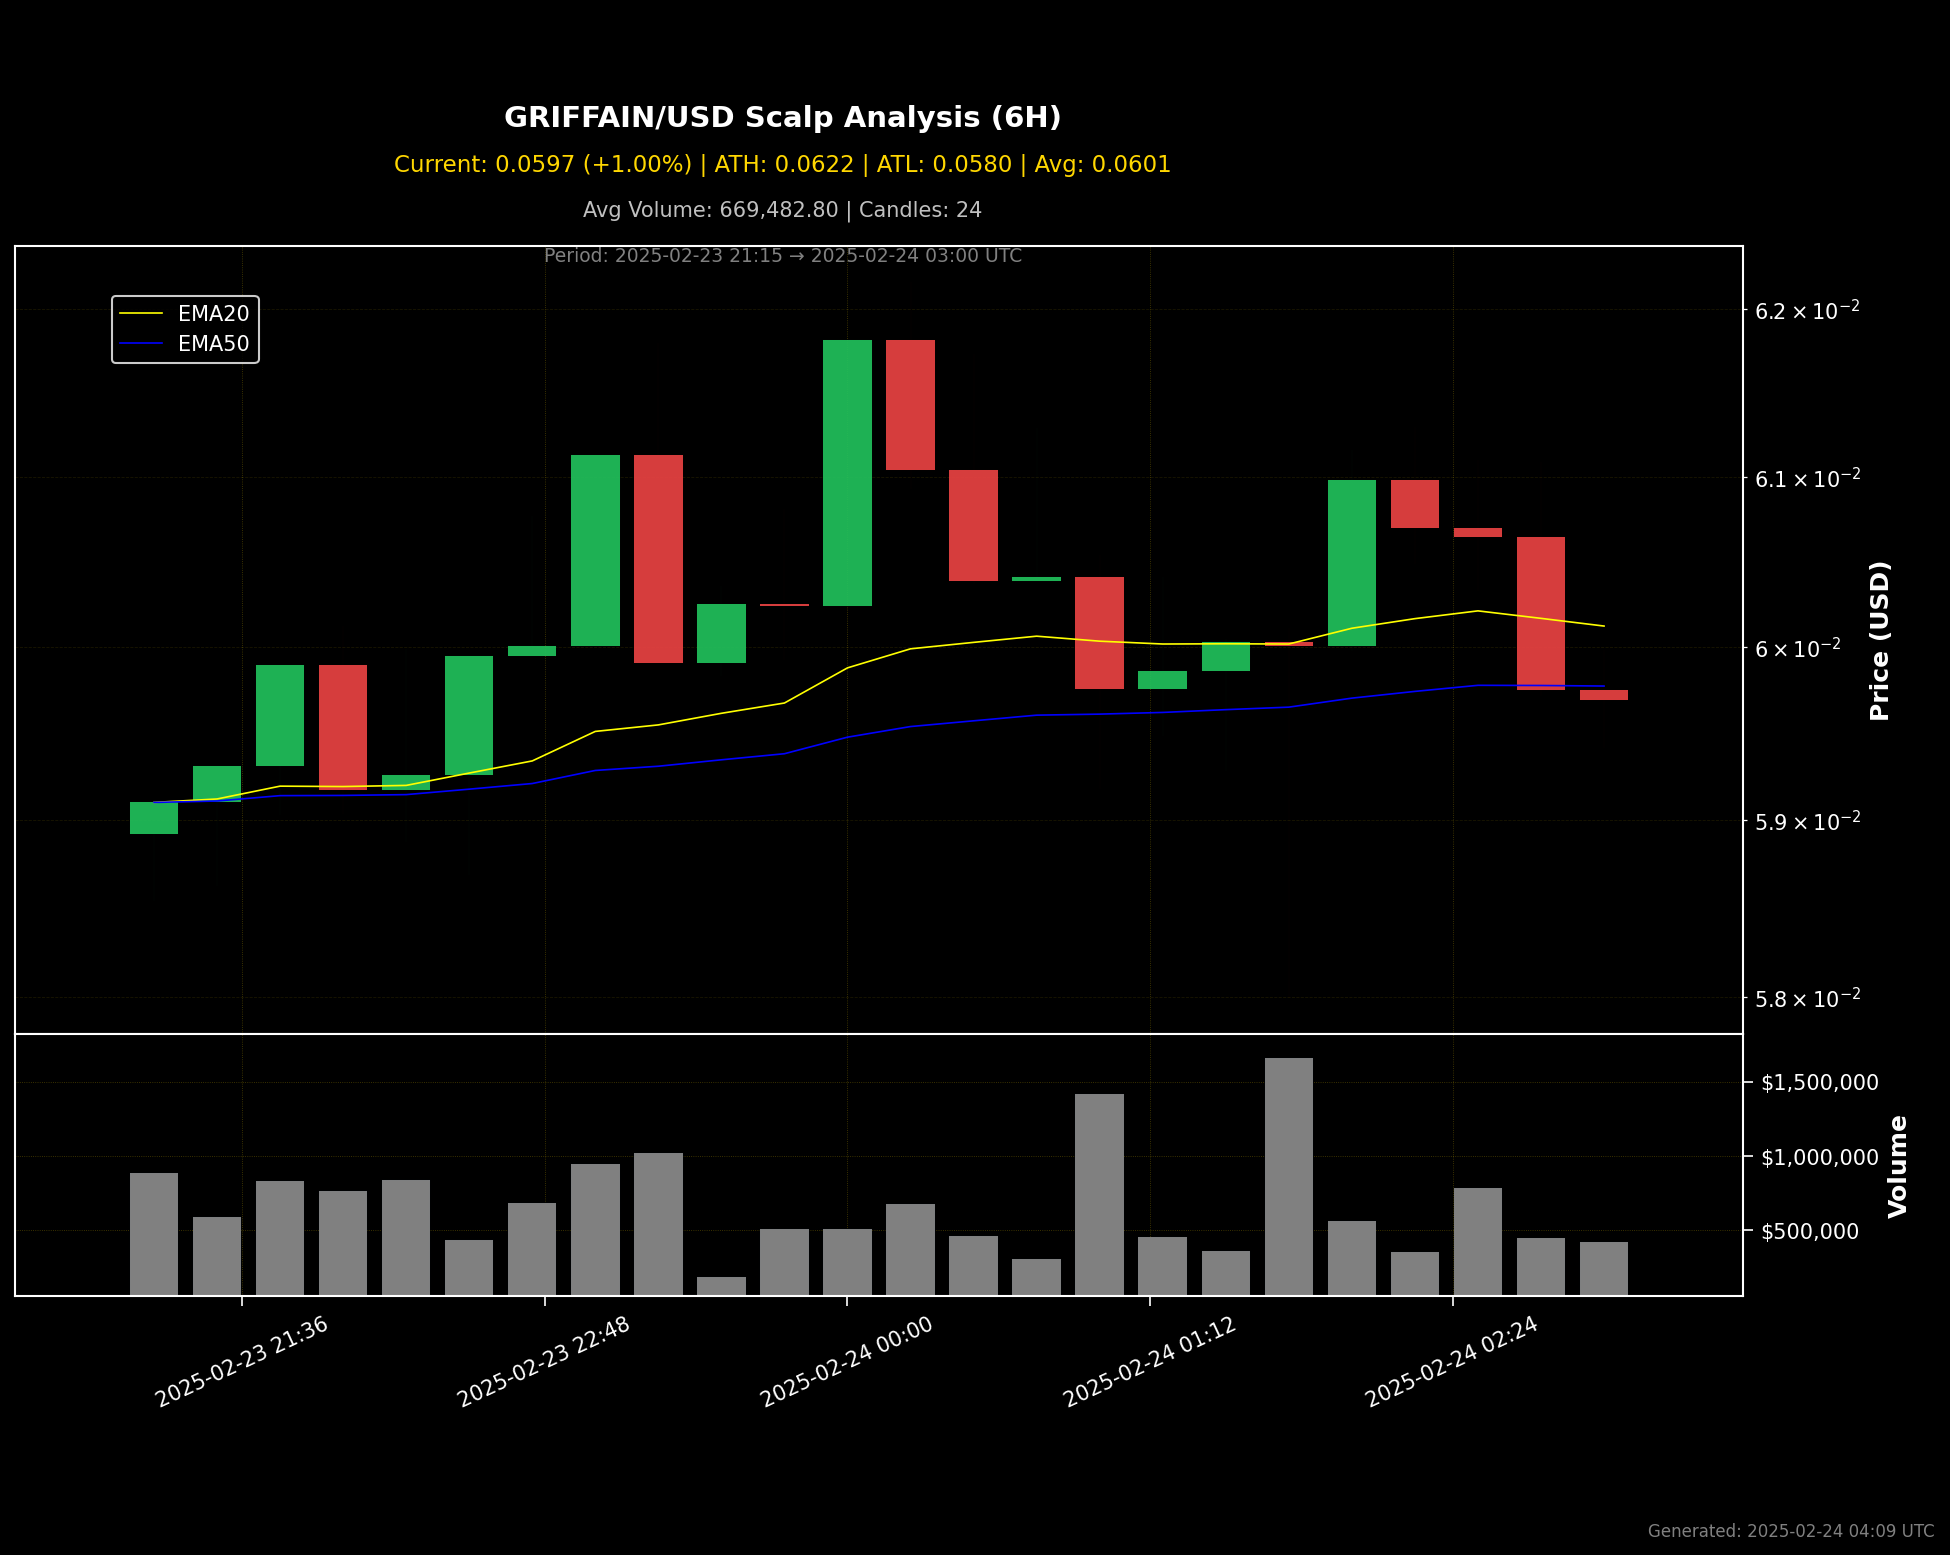 GRIFFAIN/USD Scalp Analysis (6H)
Current: 0.0597 (+1.00%) | ATH: 0.0622 | ATL: 0.0580 | Avg: 0.0601
Avg Volume: 669,482.80 | Candles: 24
Period: 2025-02-23 21:15 → 2025-02-24 03:00 UTC
EMA20
EMA50
6.2 × 10⁻²
6.1 × 10⁻²
6 × 10⁻²
5.9 × 10⁻²
5.8 × 10⁻²
Price (USD)
$1,500,000
$1,000,000
$500,000
Volume
2025-02-23 21:36
2025-02-23 22:48
2025-02-24 00:00
2025-02-24 01:12
2025-02-24 02:24
Generated: 2025-02-24 04:09 UTC